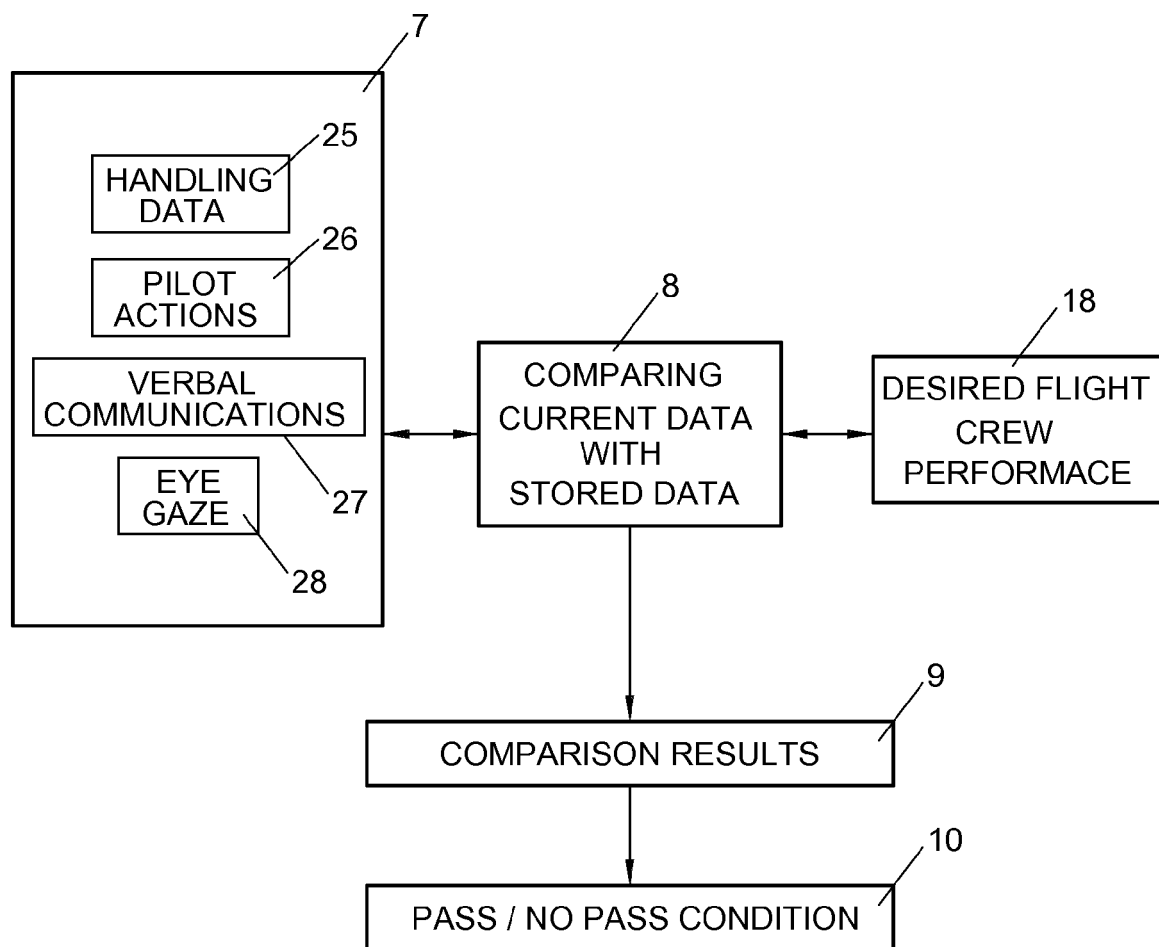 7
25
HANDLING
DATA
26
PILOT
ACTIONS
VERBAL
COMMUNICATIONS
27
EYE
GAZE
28
8
COMPARING
CURRENT DATA
WITH
STORED DATA
18
DESIRED FLIGHT
CREW
PERFORMACE
9
COMPARISON RESULTS
10
PASS / NO PASS CONDITION